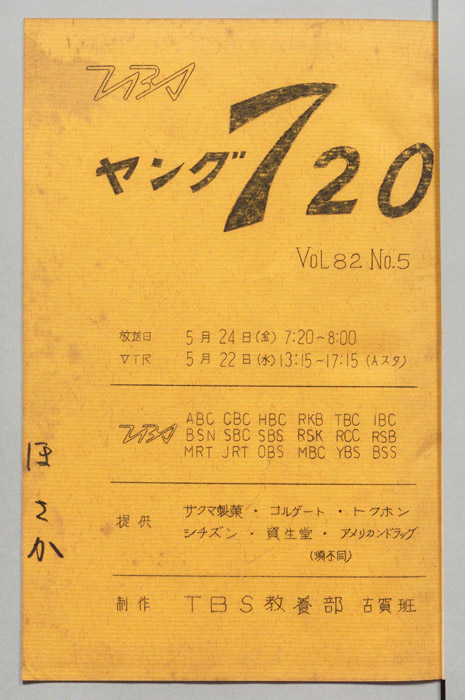 TBS
ヤング720
VOL82 No.5
放送日 5月24日(金) 7:20~8:00
VTR 5月22日(水) 13:15~17:15 (Aスタ)
TBS
ABC CBC HBC RKB TBC IBC
BSN SBC SBS RSK RCC RSB
MRT JRT OBS MBC YBS BSS
提供
サクマ製菓・コルゲート・トクホン
シチズン・資生堂・アメリカンドラッグ
(順不同)
制作 TBS教養部 古賀班
ほさか